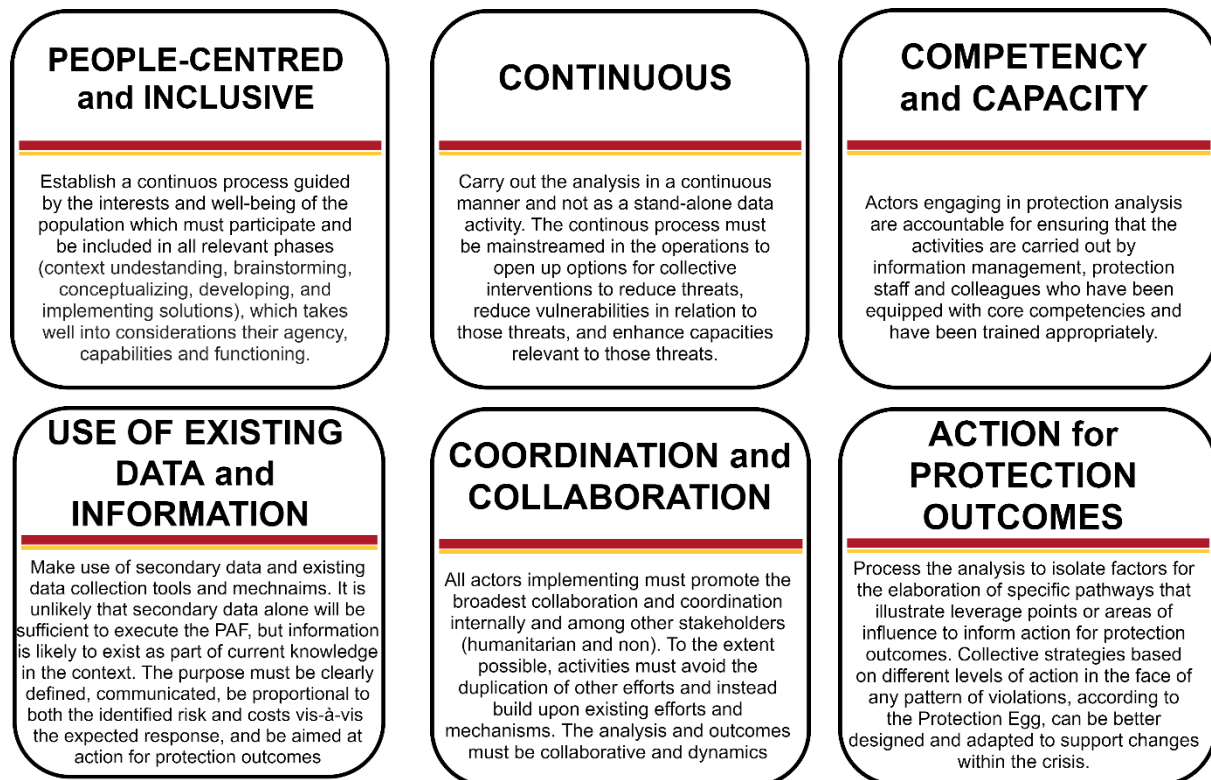 PEOPLE-CENTRED
and INCLUSIVE
Establish a continuos process guided
by the interests and well-being of the
population which must participate and
be included in all relevant phases
(context undestanding, brainstorming,
conceptualizing, developing, and
implementing solutions), which takes
well into considerations their agency,
capabilities and functioning.
CONTINUOUS
Carry out the analysis in a continuous
manner and not as a stand-alone data
activity. The continous process must
be mainstreamed in the operations to
open up options for collective
interventions to reduce threats,
reduce vulnerabilities in relation to
those threats, and enhance capacities
relevant to those threats.
COMPETENCY
and CAPACITY
Actors engaging in protection analysis
are accountable for ensuring that the
activities are carried out by
information management, protection
staff and colleagues who have been
equipped with core competencies and
have been trained appropriately.
USE OF EXISTING
DATA and
INFORMATION
Make use of secondary data and existing
data collection tools and mechnaims. It is
unlikely that secondary data alone will be
sufficient to execute the PAF, but information
is likely to exist as part of current knowledge
in the context. The purpose must be clearly
defined, communicated, be proportional to
both the identified risk and costs vis-à-vis
the expected response, and be aimed at
action for protection outcomes
COORDINATION and
COLLABORATION
All actors implementing must promote the
broadest collaboration and coordination
internally and among other stakeholders
(humanitarian and non). To the extent
possible, activities must avoid the
duplication of other efforts and instead
build upon existing efforts and
mechanisms. The analysis and outcomes
must be collaborative and dynamics
ACTION for
PROTECTION
OUTCOMES
Process the analysis to isolate factors for
the elaboration of specific pathways that
illustrate leverage points or areas of
influence to inform action for protection
outcomes. Collective strategies based
on different levels of action in the face of
any pattern of violations, according to
the Protection Egg, can be better
designed and adapted to support changes
within the crisis.